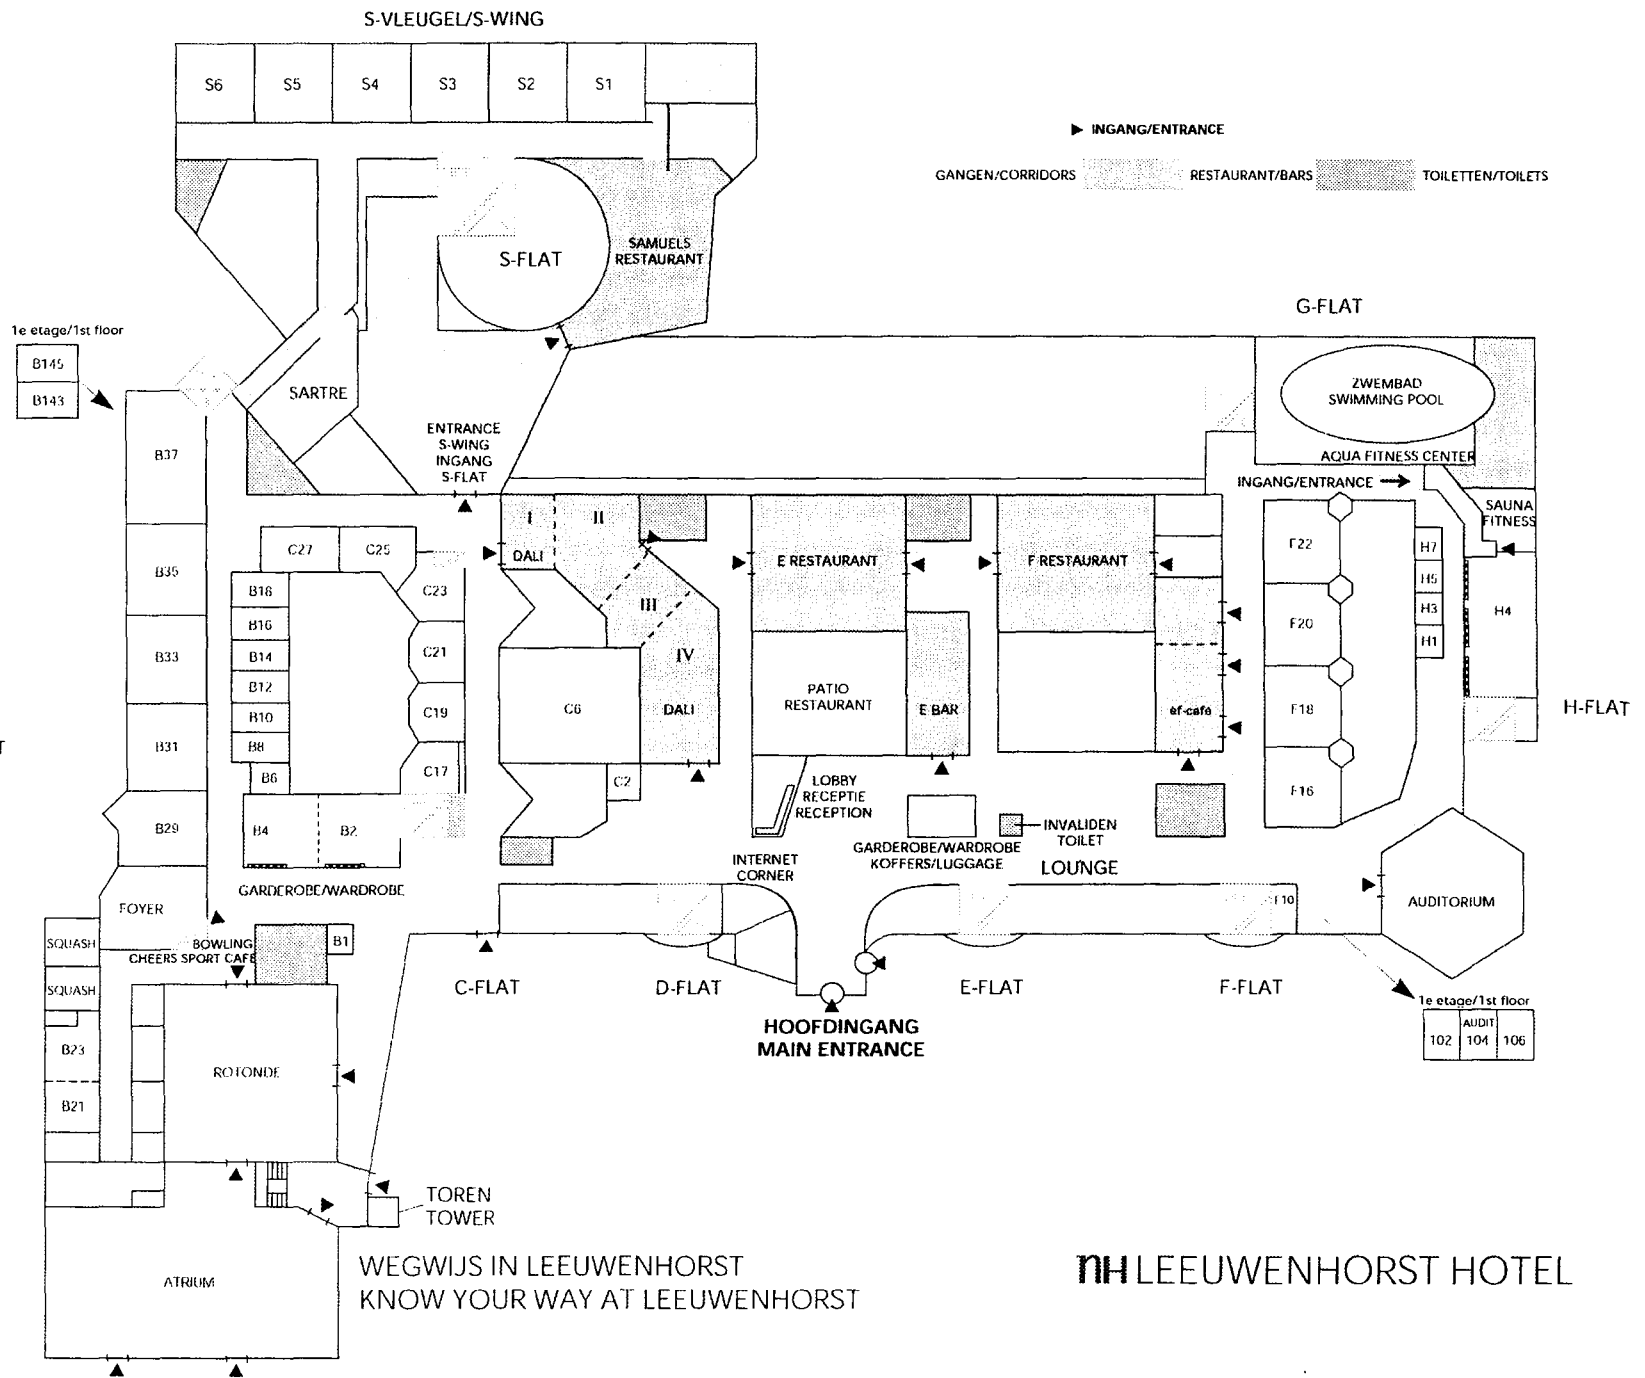 S-VLEUGEL/S-WING
S6
S5
S4
S3
S2
S1
INGANG/ENTRANCE
GANGEN/CORRIDORS
RESTAURANT/BARS
TOILETTEN/TOILETS
S-FLAT
SAMUELS
RESTAURANT
G-FLAT
1e etage/1st floor
B145
B143
SARTRE
ZWEMBAD
SWIMMING POOL
ENTRANCE
S-WING
INGANG
S-FLAT
AQUA FITNESS CENTER
INGANG/ENTRANCE
SAUNA
FITNESS
B37
B35
B33
B31
B29
C27
C25
C23
C21
C19
C17
B18
B16
B14
B12
B10
B8
B6
B4
B2
I
II
DALI
III
IV
DALI
C6
C2
E RESTAURANT
PATIO
RESTAURANT
E BAR
F RESTAURANT
ef-café
F22
F20
F18
F16
H7
H5
H3
H1
H4
H-FLAT
LOBBY
RECEPTIE
RECEPTION
GARDEROBE/WARDROBE
KOFFERS/LUGGAGE
INVALIDEN
TOILET
LOUNGE
INTERNET
CORNER
GARDEROBE/WARDROBE
FOYER
F10
AUDITORIUM
SQUASH
BOWLING
CHEERS SPORT CAFE
B1
SQUASH
C-FLAT
D-FLAT
E-FLAT
F-FLAT
HOOFDINGANG
MAIN ENTRANCE
1e etage/1st floor
AUDIT
102
104
106
B23
B21
ROTONDE
TOREN
TOWER
ATRIUM
WEGWIJS IN LEEUWENHORST
KNOW YOUR WAY AT LEEUWENHORST
nH LEEUWENHORST HOTEL